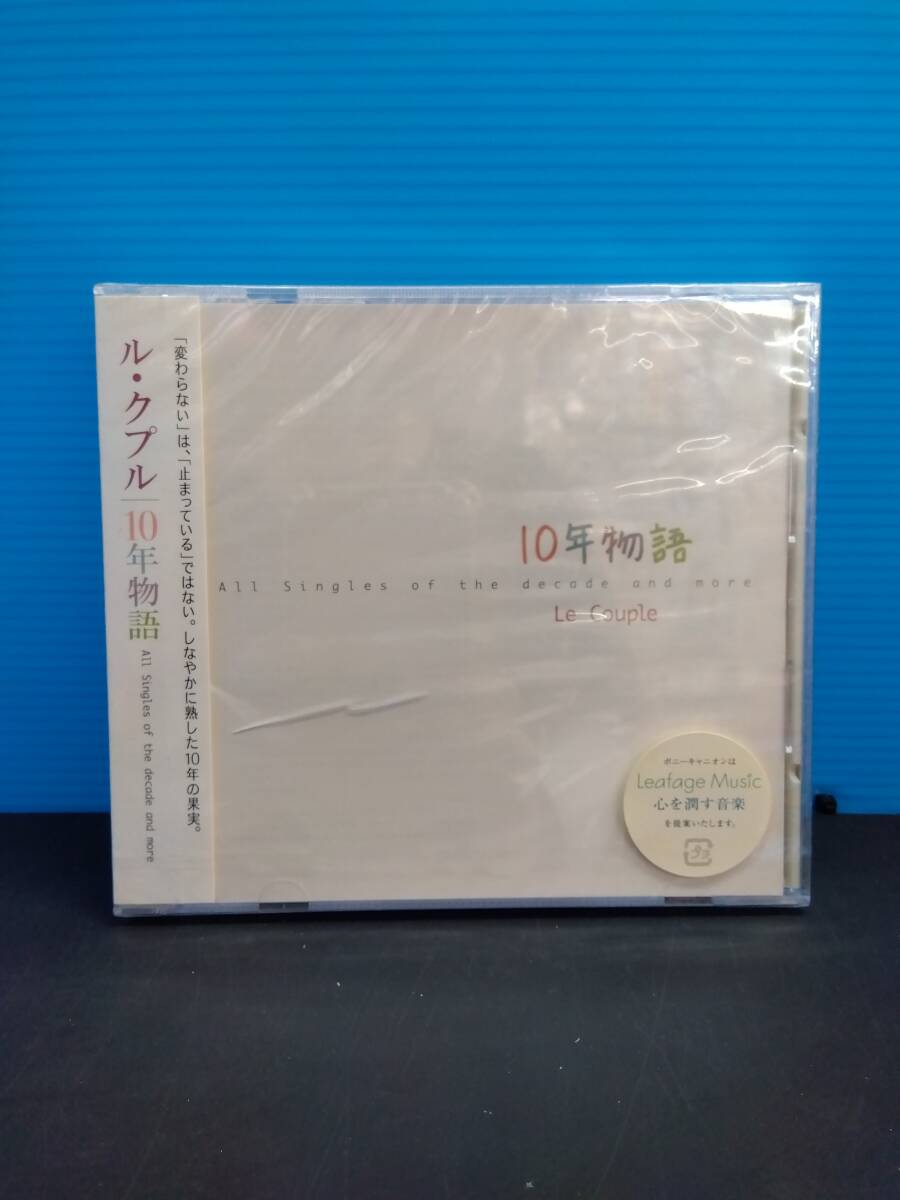 「変わらない」は、「止まっている」ではない。しなやかに熟した10年の果実。
ル・クプル｜10年物語 All Singles of the decade and more
10年物語
All Singles of the decade and more
Le Couple
ポニーキャニオンは
Leafage Music
心を潤す音楽
を提案いたします。
プラ